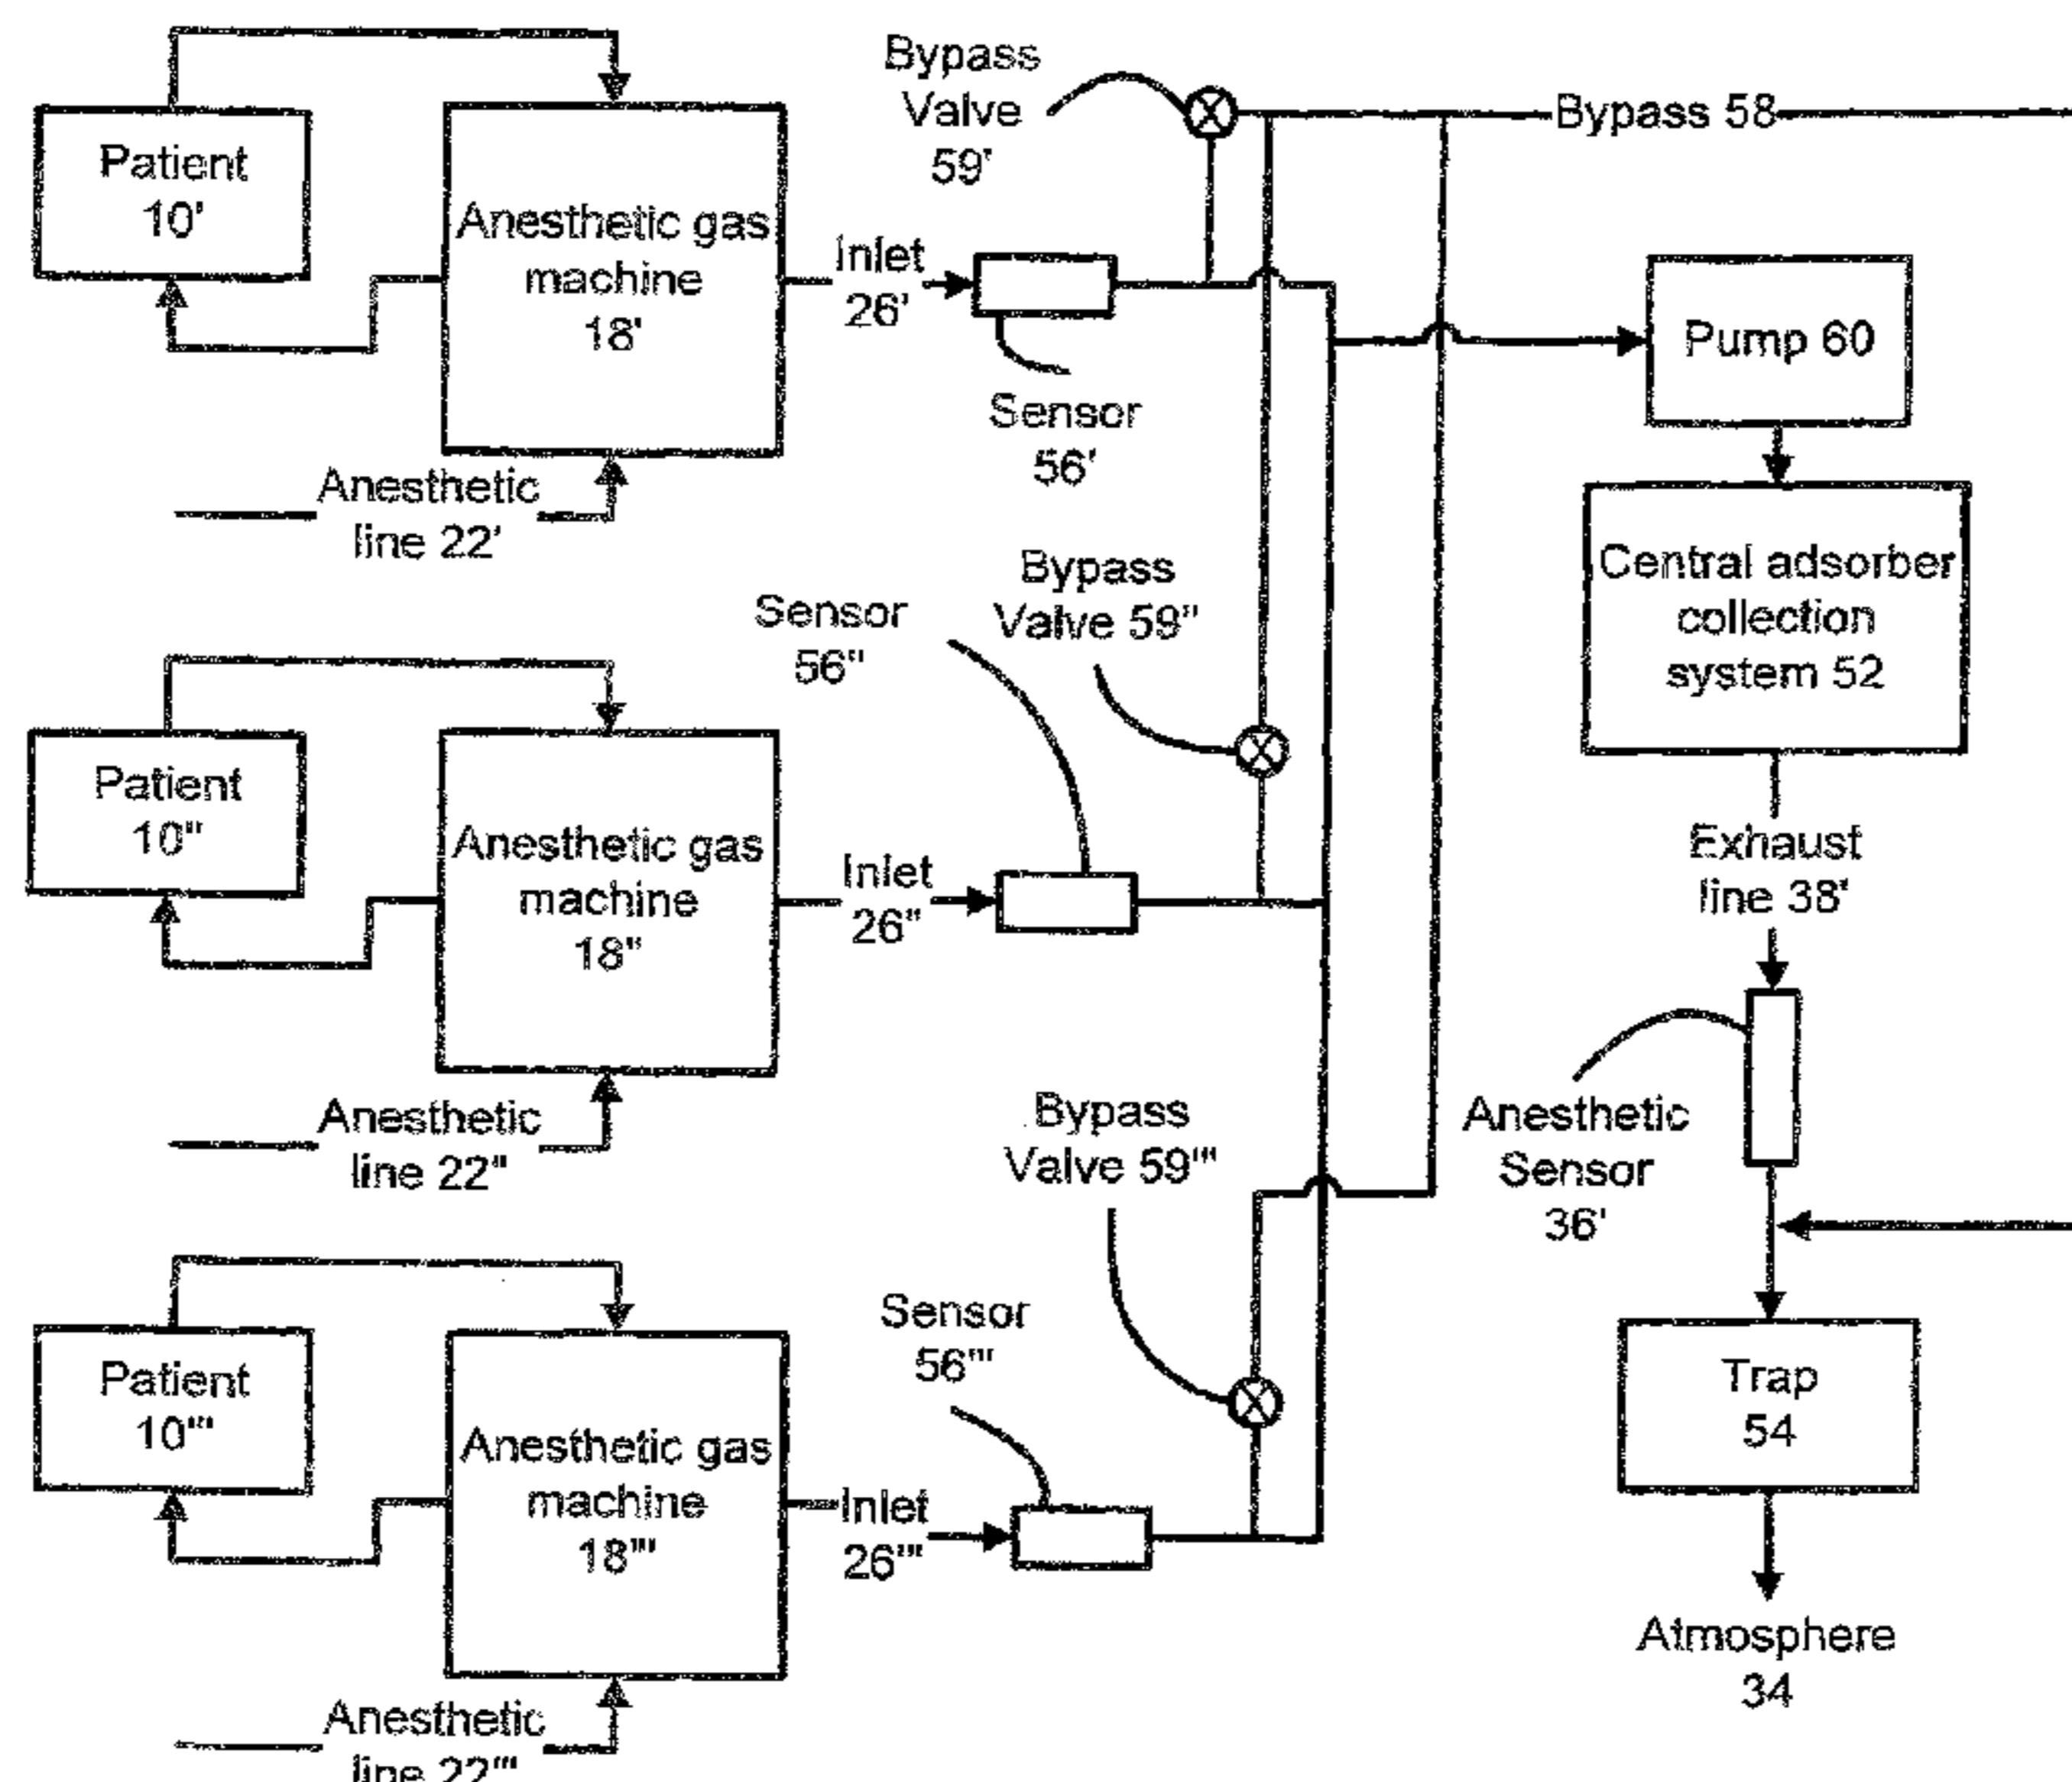 Bypass
Valve
59'
Bypass 58
Patient
10'
Anesthetic gas
machine
18'
Inlet
26'
Sensor
56'
Pump 60
Anesthetic
line 22'
Central adsorber
collection
system 52
Bypass
Valve 59"
Sensor
56"
Patient
10"
Anesthetic gas
machine
18"
Inlet
26"
Exhaust
line 38'
Anesthetic
line 22"
Bypass
Valve 59'"
Anesthetic
Sensor
36'
Sensor
56'"
Patient
10'"
Anesthetic gas
machine
18'"
Inlet
26'"
Trap
54
Atmosphere
34
Anesthetic
line 22'"